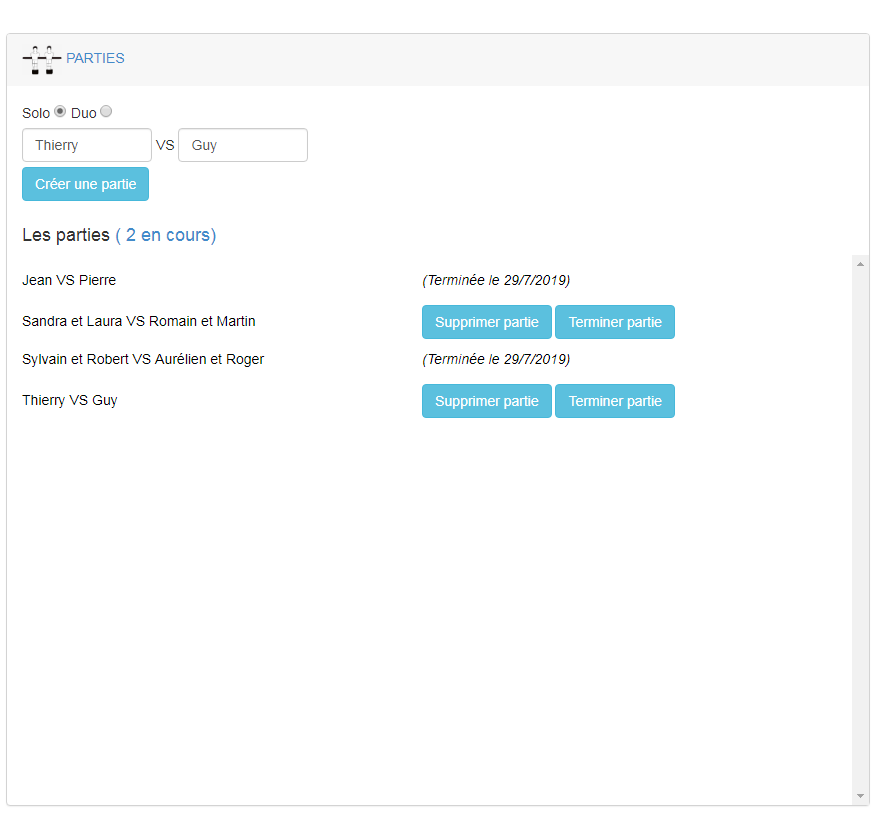 PARTIES
Solo Duo
Thierry VS Guy
Créer une partie
Les parties ( 2 en cours)
Jean VS Pierre (Terminée le 29/7/2019)
Sandra et Laura VS Romain et Martin Supprimer partie Terminer partie
Sylvain et Robert VS Aurélien et Roger (Terminée le 29/7/2019)
Thierry VS Guy Supprimer partie Terminer partie